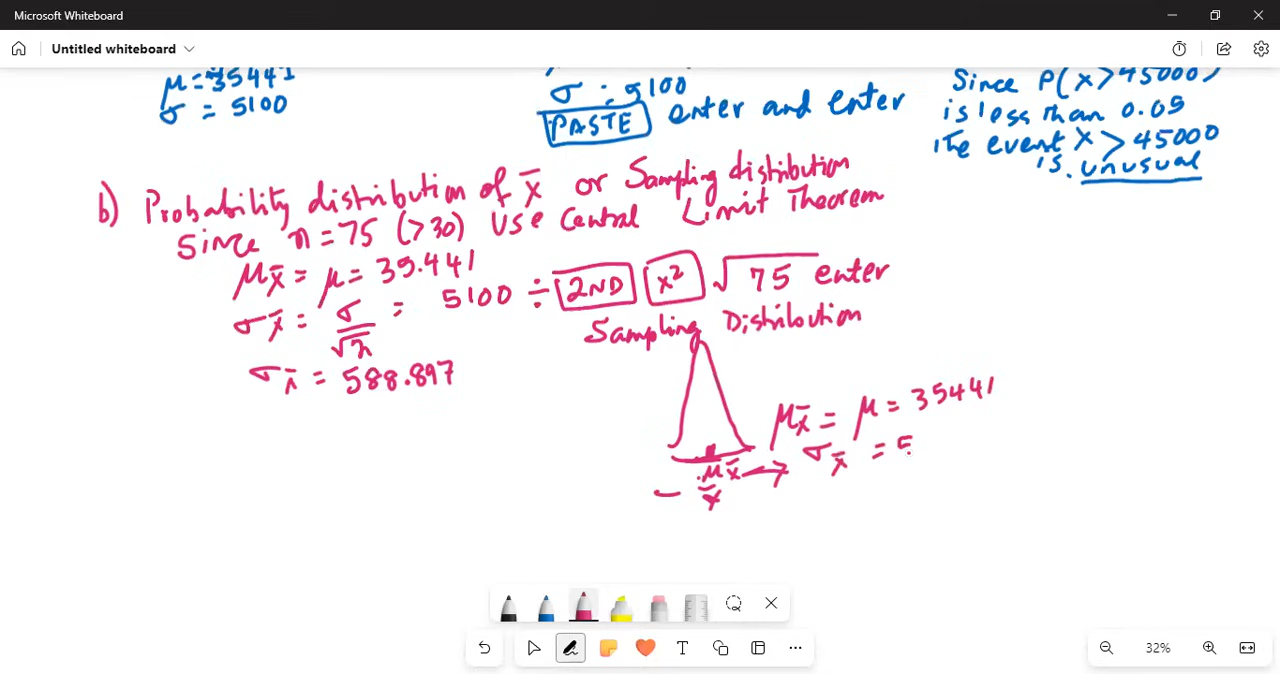 Microsoft Whiteboard
Untitled whiteboard
μ = 35441
σ = 5100
σ = 5100
PASTE enter and enter
Since P(X > 45000)
is less than 0.05
The event X > 45000
is. unusual
b) Probability distribution of x̄ or Sampling distribution
Since n = 75 (>30) Use Central Limit Theorem
μx̄ = μ = 35.441
σx̄ = σ/√n = 5100 ÷ 2ND x² √75 enter
σx̄ = 588.897
Sampling Distribution
μx̄ = μ = 35441
σx̄ = 5
μx̄
x̄
32%